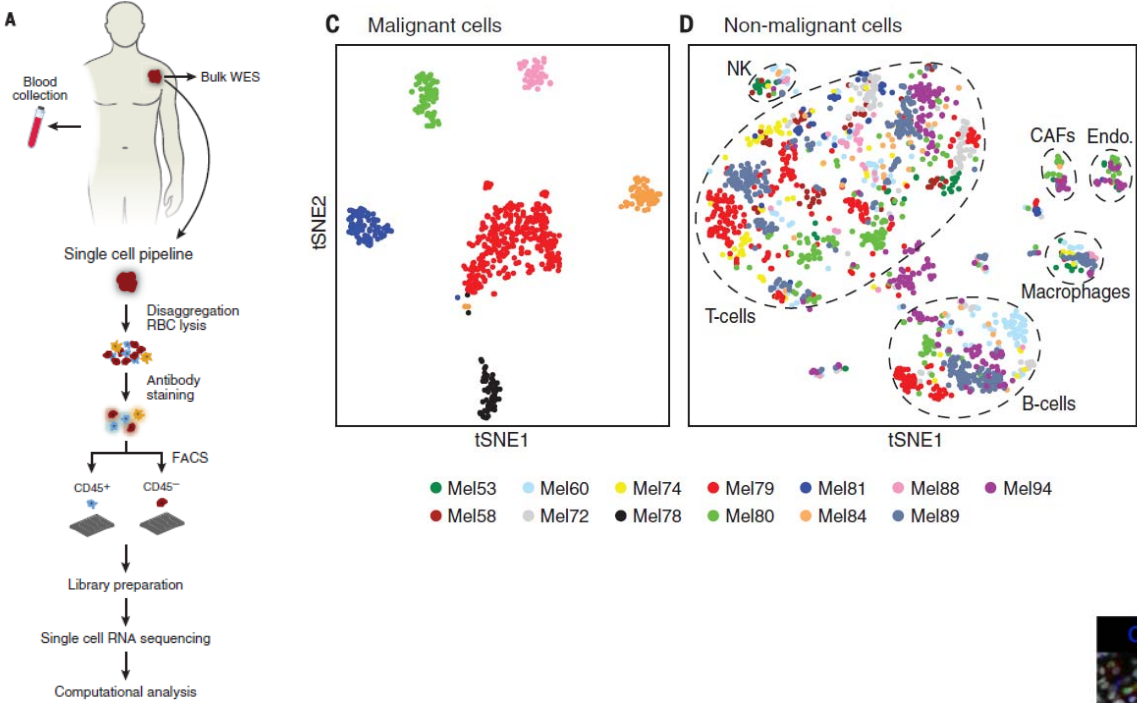 A
Blood
collection
Bulk WES
Single cell pipeline
Disaggregation
RBC lysis
Antibody
staining
FACS
CD45+
CD45–
Library preparation
Single cell RNA sequencing
Computational analysis
C
Malignant cells
tSNE2
tSNE1
D
Non-malignant cells
NK
CAFs
Endo.
T-cells
Macrophages
B-cells
tSNE1
Mel53
Mel60
Mel74
Mel79
Mel81
Mel88
Mel94
Mel58
Mel72
Mel78
Mel80
Mel84
Mel89